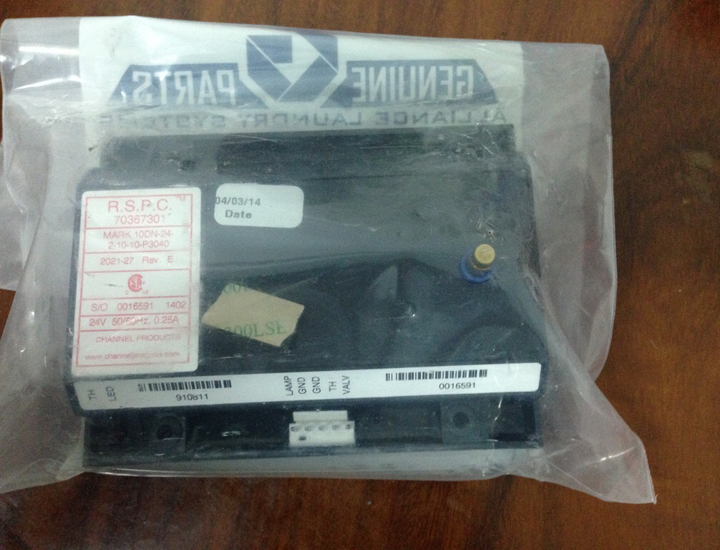 GENUINE PARTS
ALLIANCE LAUNDRY SYSTEMS
R.S.P.C.
70367301
MARK 10DN-24-
2-10-10-P3040
2021-27 Rev. E
S/O 0016591 1402
24V 50/60Hz, 0.25A
CHANNEL PRODUCTS
04/03/14
Date
300LSE
TH
LED
910811
LAMP
GND
GND
TH
VALV
0016591